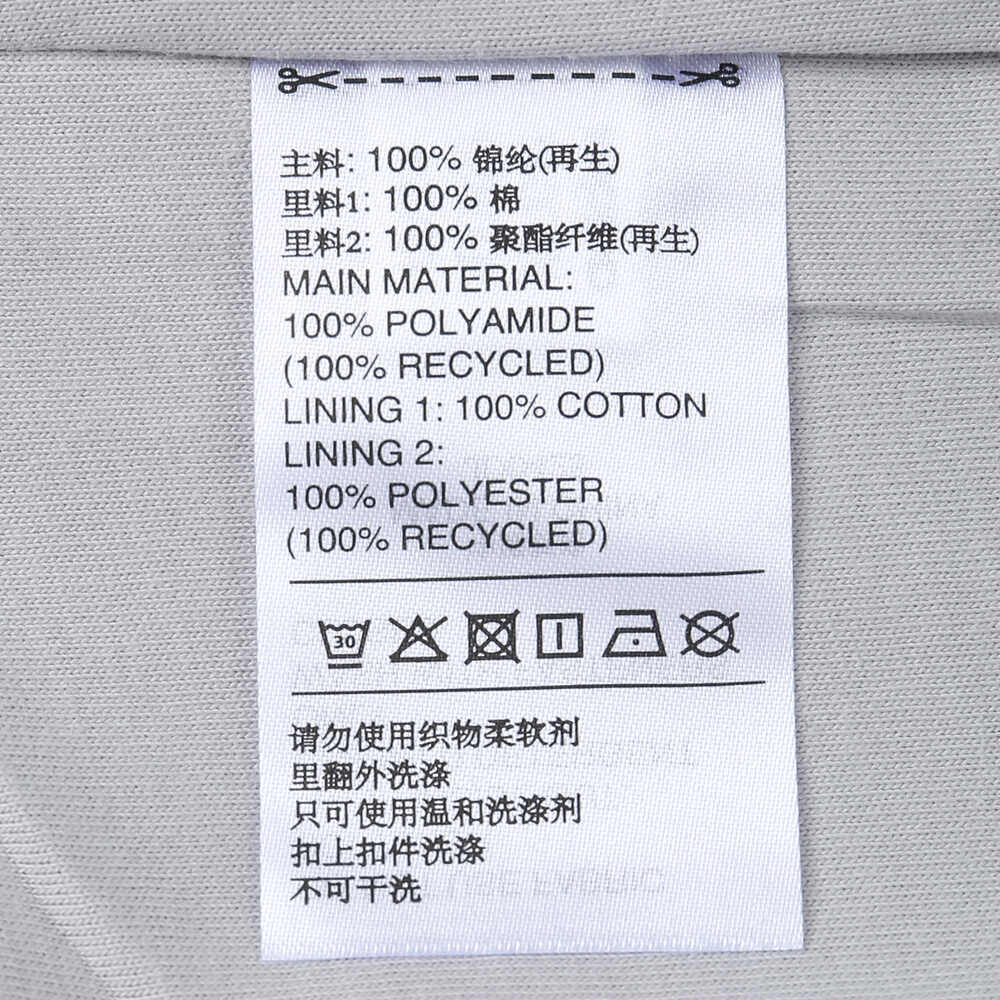 主料: 100% 锦纶(再生)
里料1: 100% 棉
里料2: 100% 聚酯纤维(再生)
MAIN MATERIAL:
100% POLYAMIDE
(100% RECYCLED)
LINING 1: 100% COTTON
LINING 2:
100% POLYESTER
(100% RECYCLED)
30
请勿使用织物柔软剂
里翻外洗涤
只可使用温和洗涤剂
扣上扣件洗涤
不可干洗